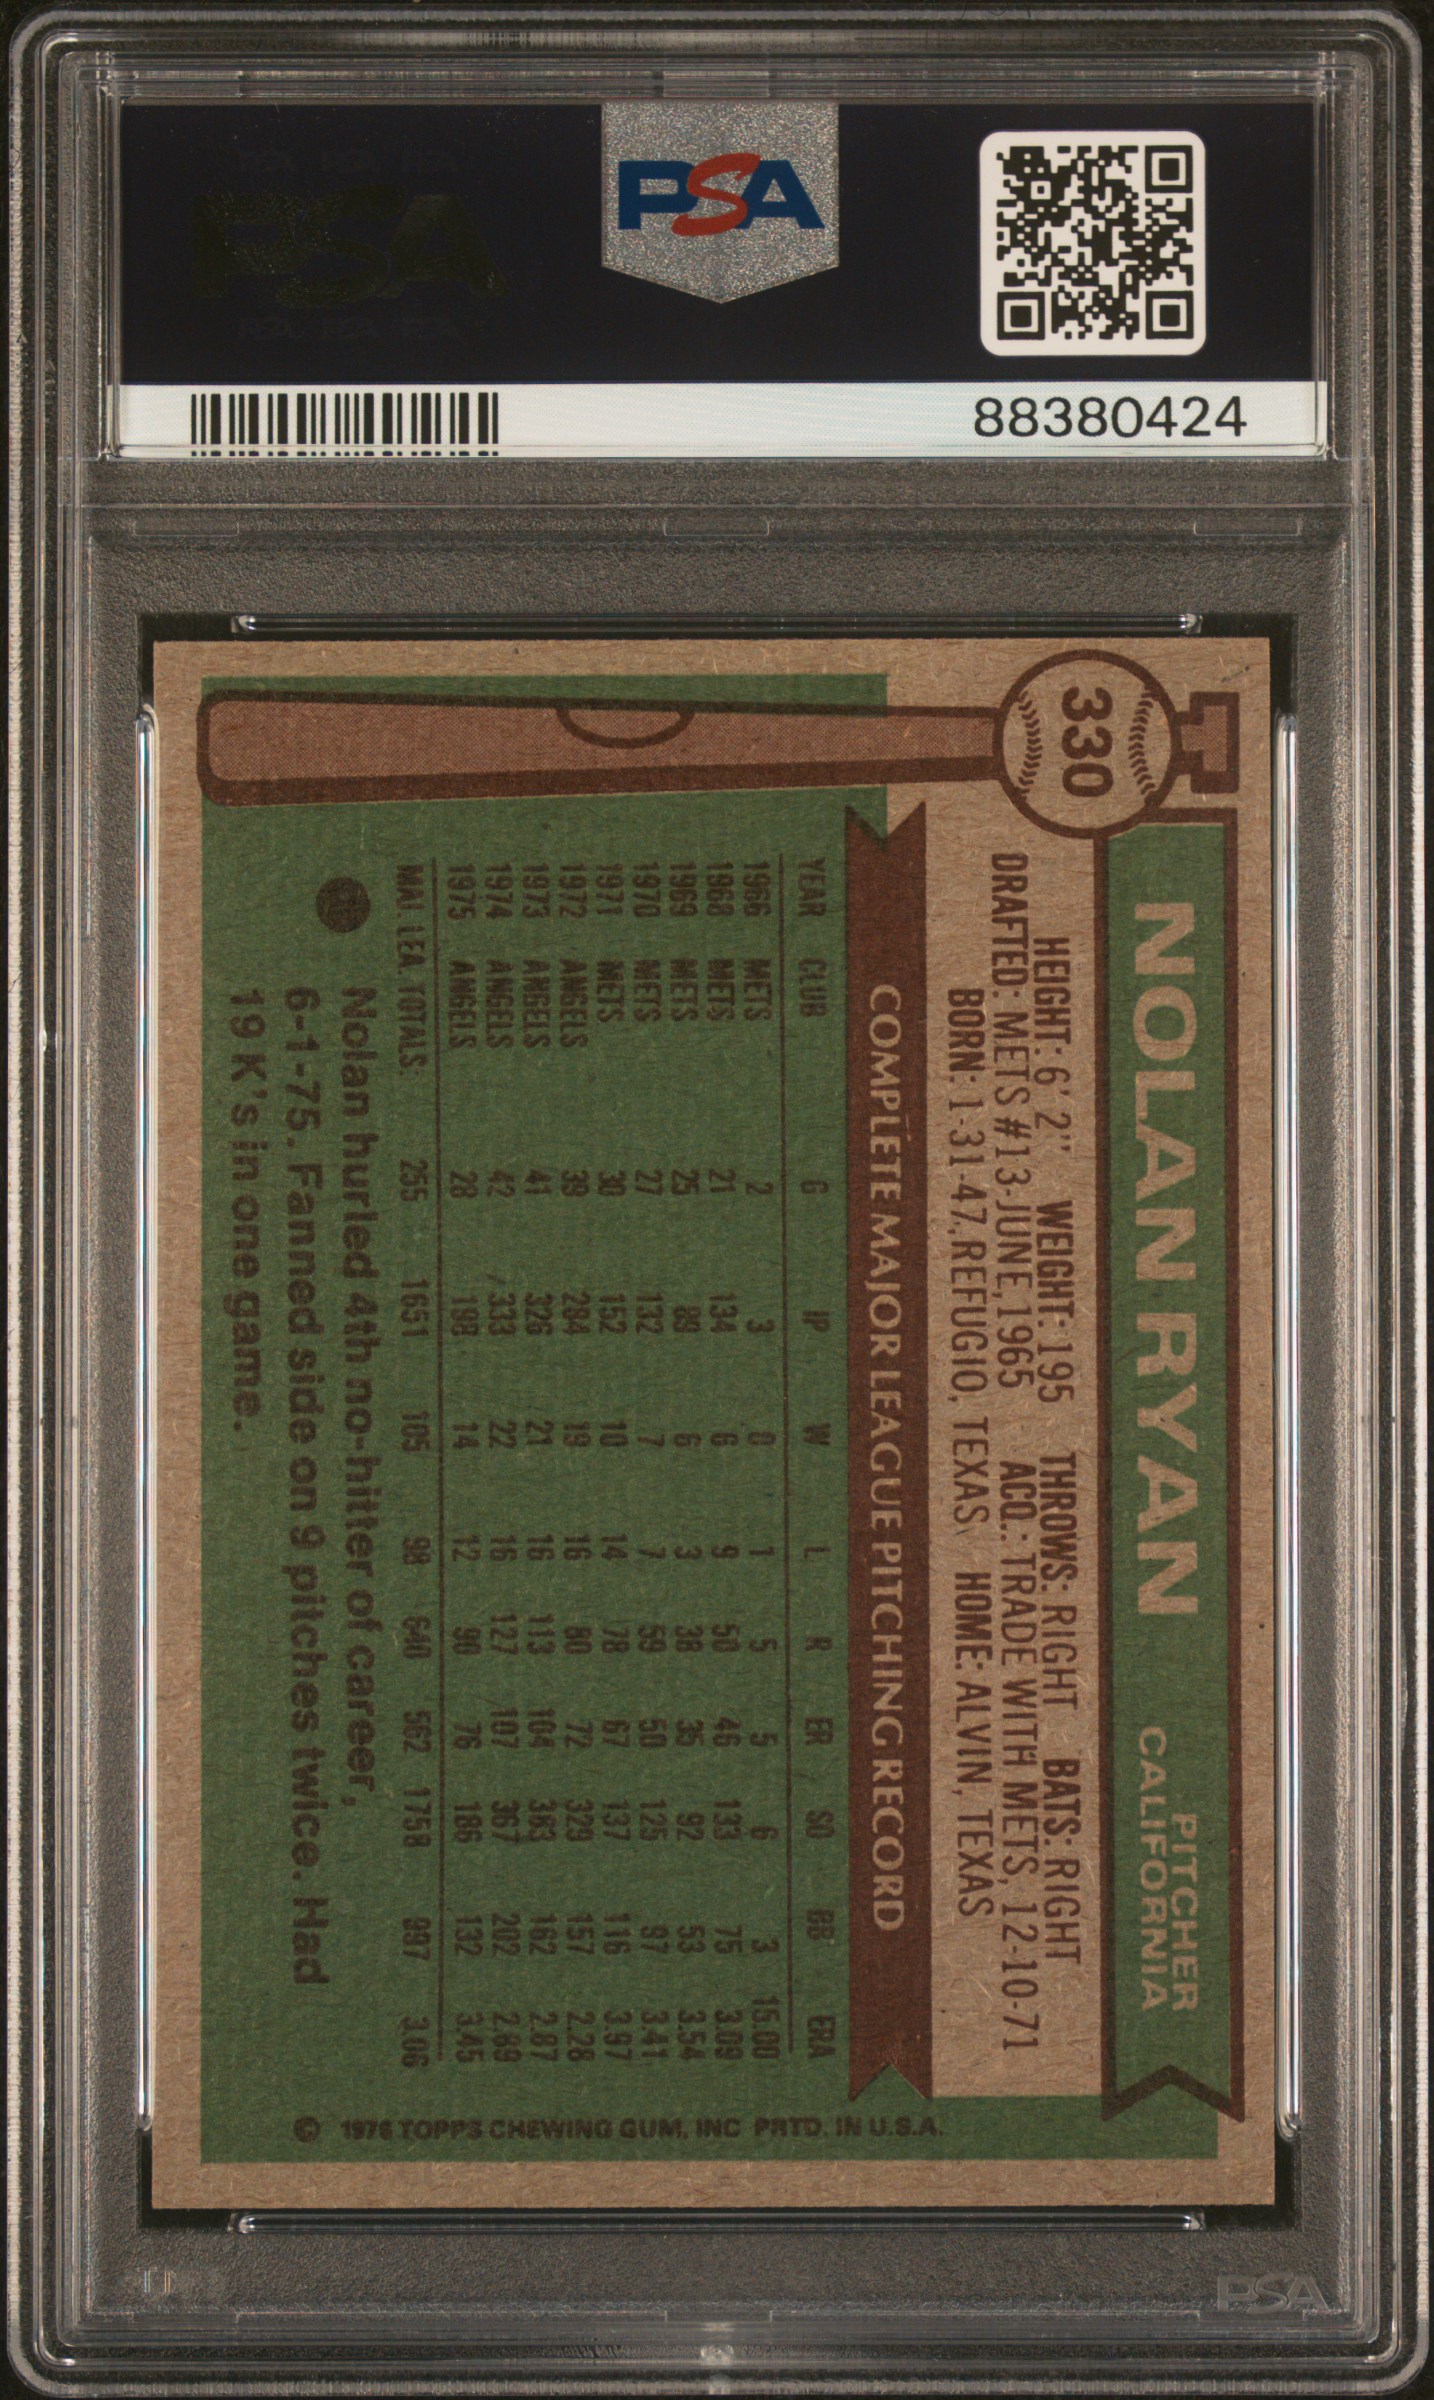 PSA
88380424
330
NOLAN RYAN
PITCHER
CALIFORNIA
HEIGHT: 6' 2" WEIGHT: 195 THROWS: RIGHT BATS: RIGHT
DRAFTED: METS #13-JUNE, 1965 ACQ.: TRADE WITH METS, 12-10-71
BORN: 1-31-47, REFUGIO, TEXAS HOME: ALVIN, TEXAS
COMPLETE MAJOR LEAGUE PITCHING RECORD
YEAR CLUB G IP W L R ER SO BB ERA
1966 METS 2 3 0 1 5 5 6 3 15.00
1968 METS 21 134 6 9 50 46 133 75 3.09
1969 METS 25 89 6 3 38 35 92 53 3.54
1970 METS 27 132 7 7 59 50 125 97 3.41
1971 METS 30 152 10 14 78 67 137 116 3.97
1972 ANGELS 39 284 19 16 80 72 329 157 2.28
1973 ANGELS 41 326 21 16 113 104 383 162 2.87
1974 ANGELS 42 333 22 16 127 107 367 202 2.89
1975 ANGELS 28 198 14 12 90 76 186 132 3.45
MAJ. LEA. TOTALS: 255 1651 105 98 640 562 1758 997 3.06
Nolan hurled 4th no-hitter of career,
6-1-75. Fanned side on 9 pitches twice. Had
19 K's in one game.
© 1976 TOPPS CHEWING GUM, INC PRTD. IN U.S.A.
PSA